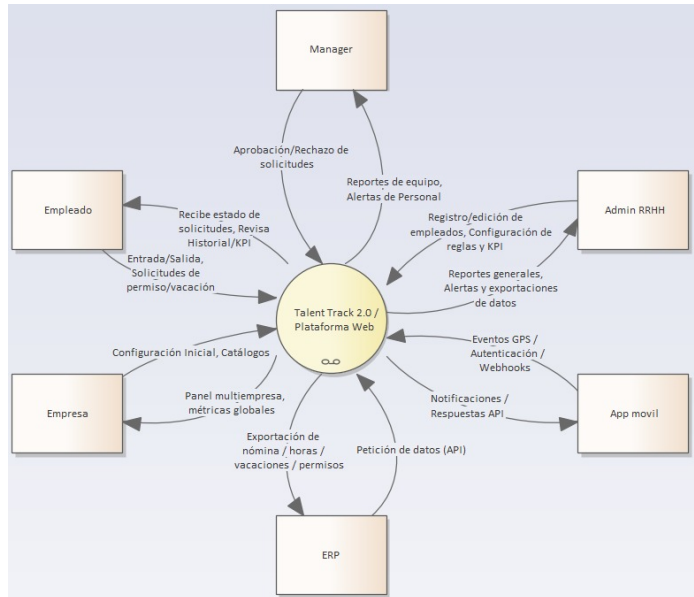 Manager
Aprobación/Rechazo de
solicitudes
Reportes de equipo,
Alertas de Personal
Empleado
Recibe estado de
solicitudes, Revisa
Historial/KPI
Entrada/Salida,
Solicitudes de
permiso/vacación
Admin RRHH
Registro/edición de
empleados, Configuración de
reglas y KPI
Reportes generales,
Alertas y exportaciones
de datos
Talent Track 2.0 /
Plataforma Web
Empresa
Configuración Inicial, Catálogos
Panel multiempresa,
métricas globales
Eventos GPS /
Autenticación /
Webhooks
Notificaciones /
Respuestas API
App movil
Exportación de
nómina / horas /
vacaciones / permisos
Petición de datos (API)
ERP